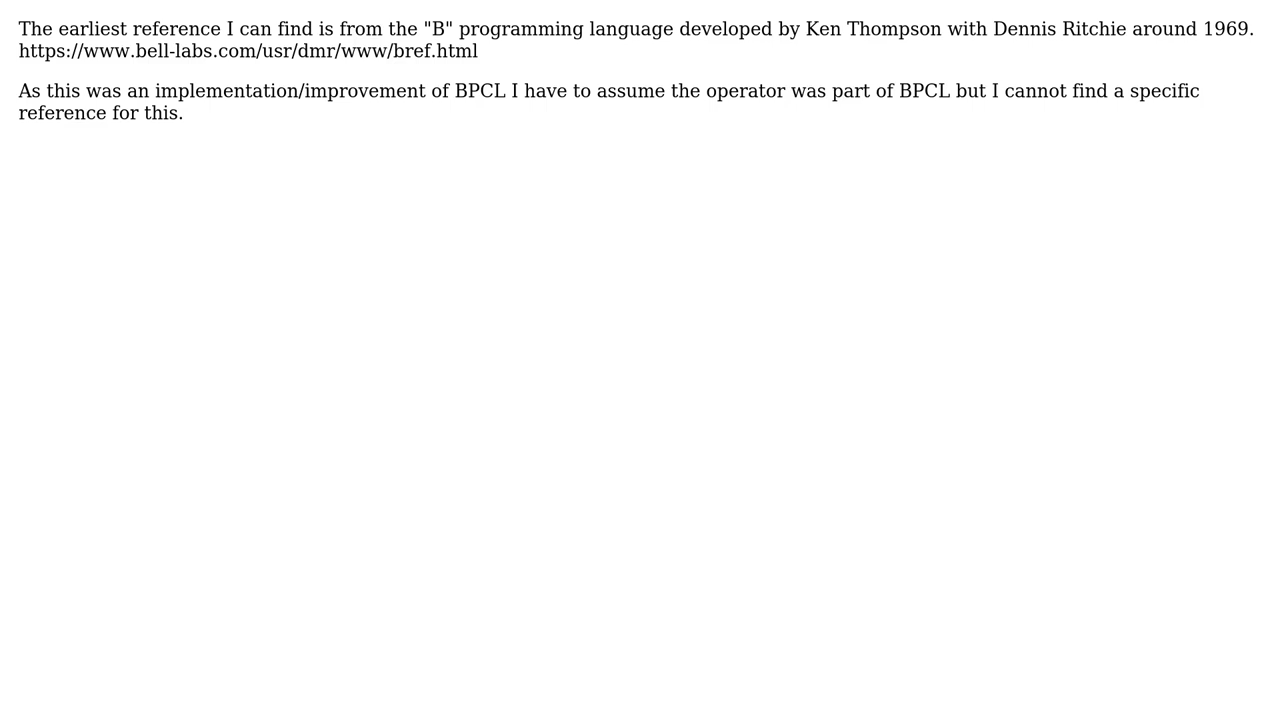 The earliest reference I can find is from the "B" programming language developed by Ken Thompson with Dennis Ritchie around 1969.
https://www.bell-labs.com/usr/dmr/www/bref.html
As this was an implementation/improvement of BPCL I have to assume the operator was part of BPCL but I cannot find a specific
reference for this.